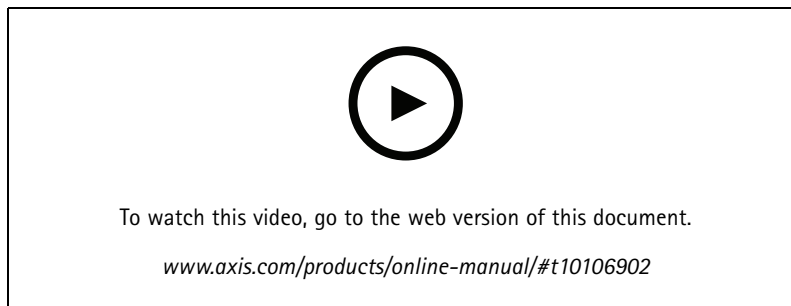 To watch this video, go to the web version of this document.
www.axis.com/products/online-manual/#t10106902